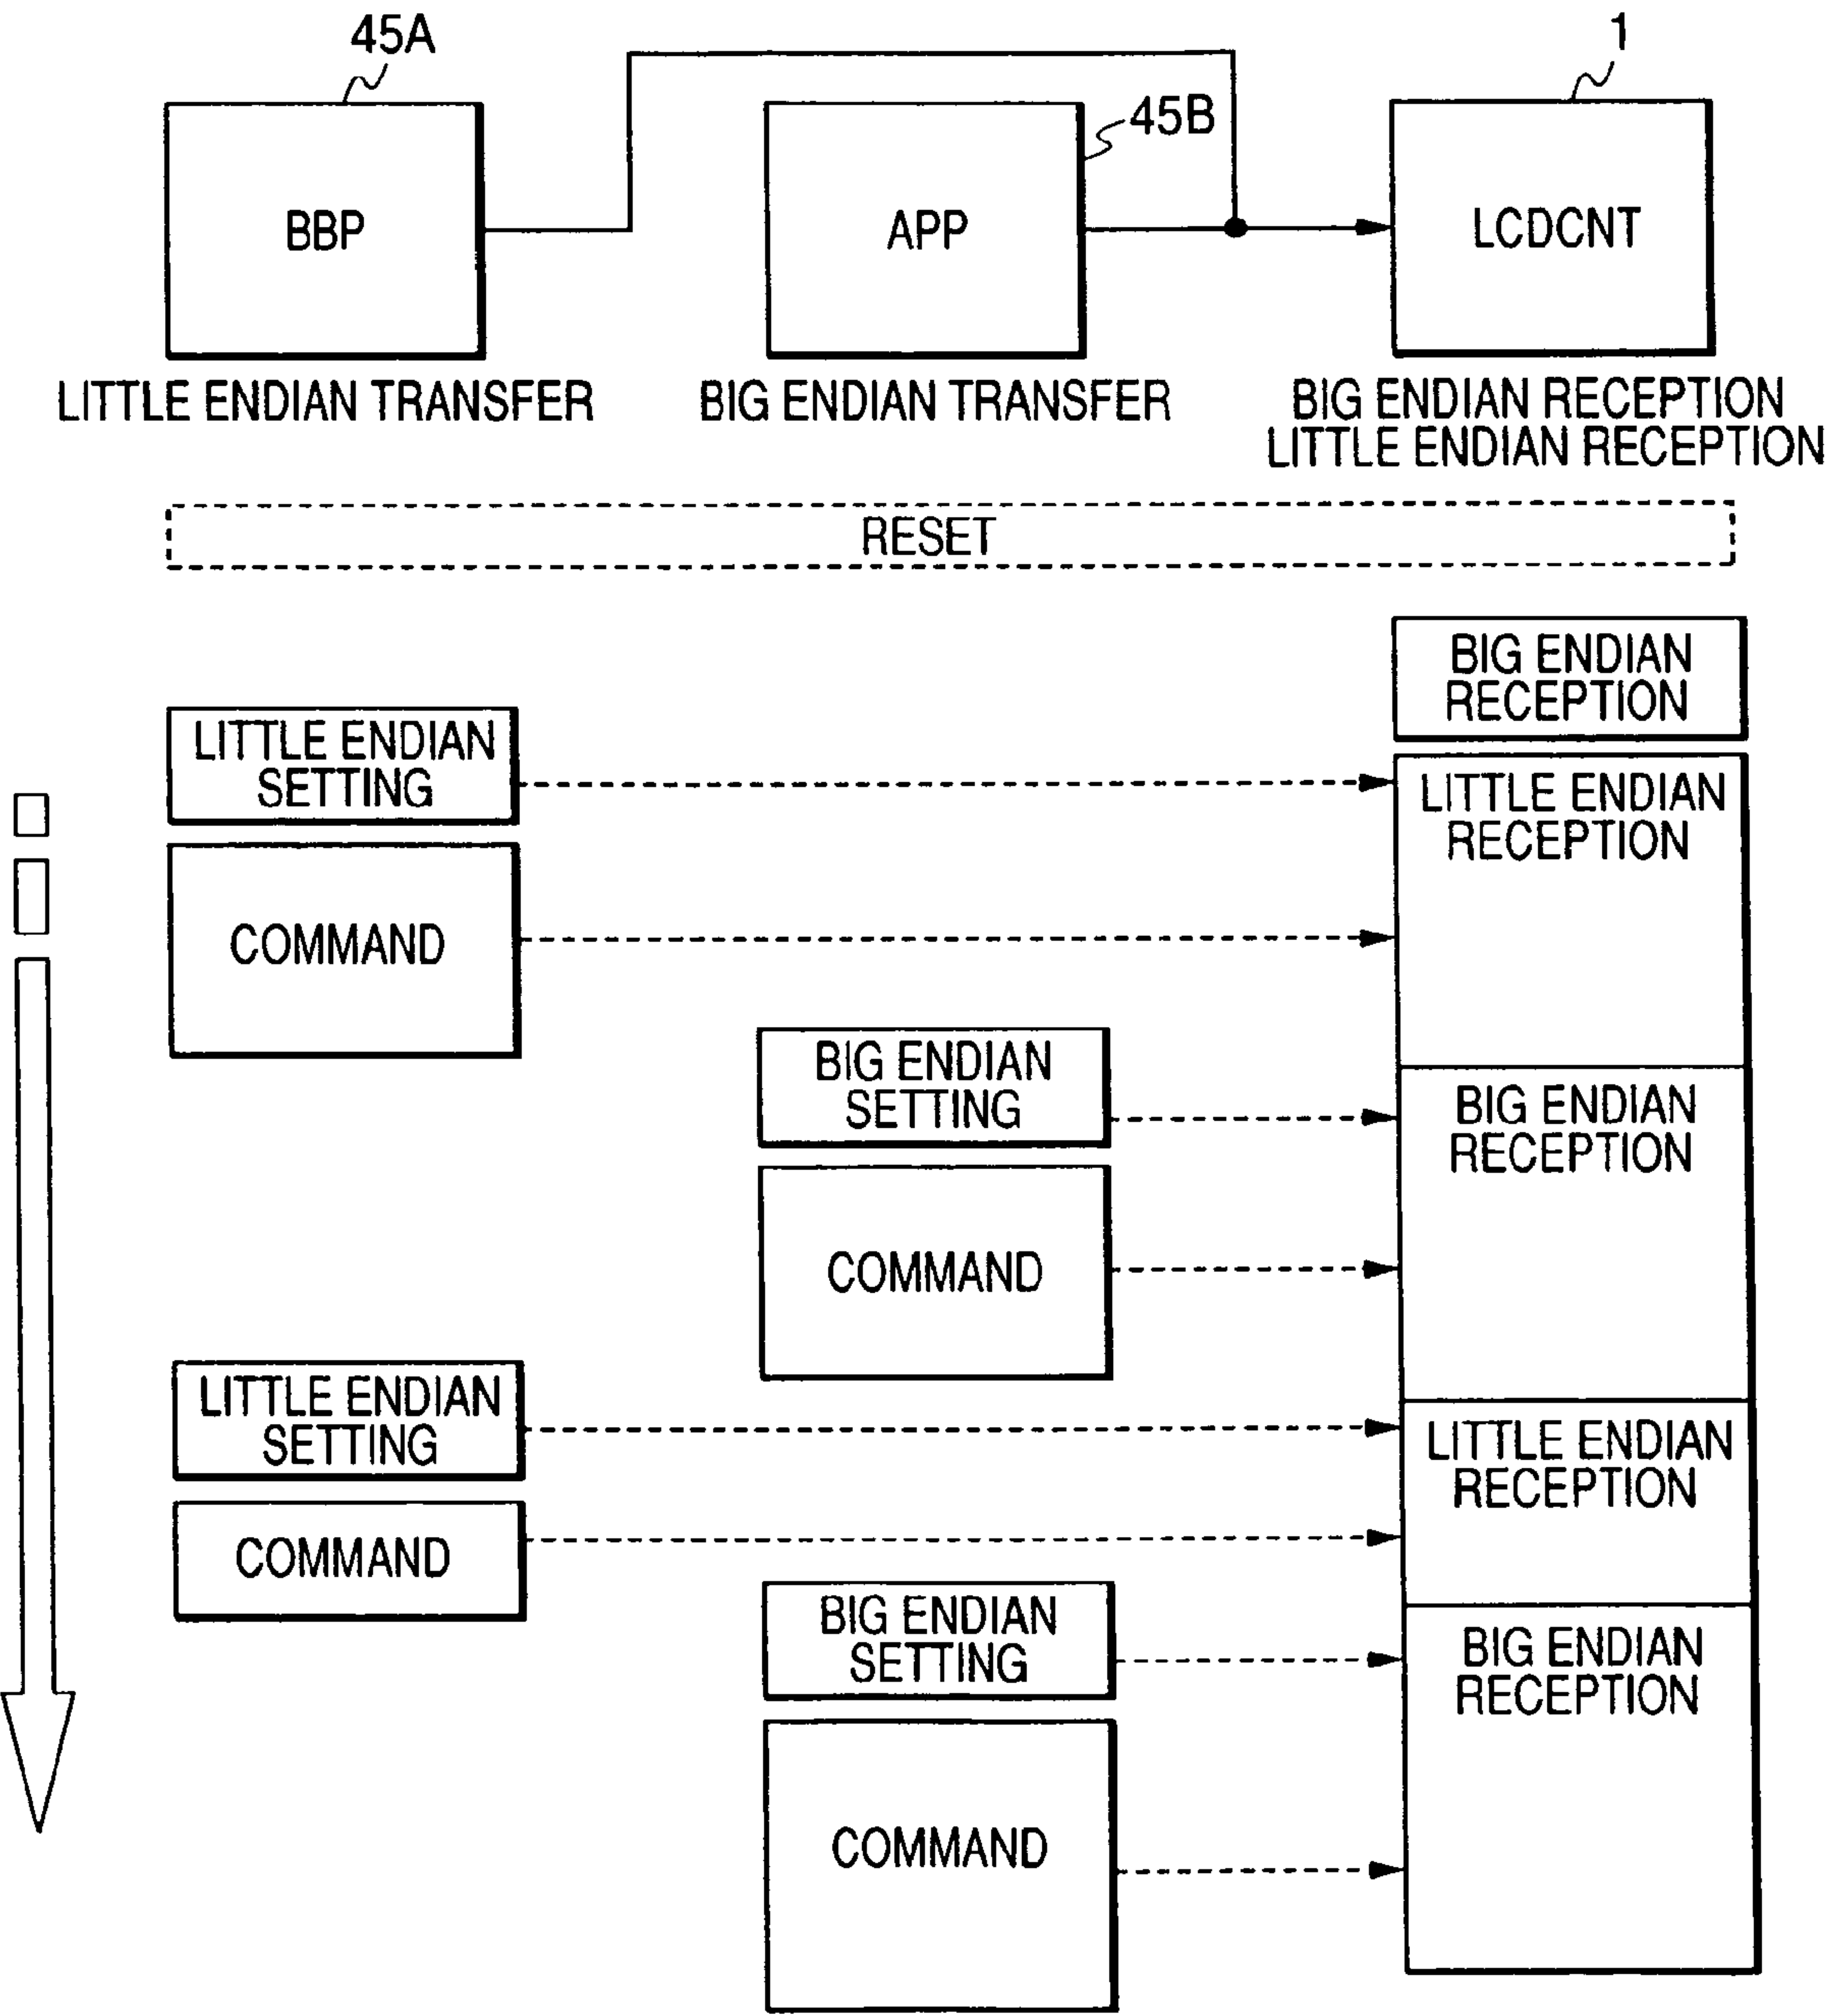 45A
1
45B
BBP
APP
LCDCNT
LITTLE ENDIAN TRANSFER
BIG ENDIAN TRANSFER
BIG ENDIAN RECEPTION
LITTLE ENDIAN RECEPTION
RESET
BIG ENDIAN
RECEPTION
LITTLE ENDIAN
SETTING
LITTLE ENDIAN
RECEPTION
COMMAND
BIG ENDIAN
SETTING
BIG ENDIAN
RECEPTION
COMMAND
LITTLE ENDIAN
SETTING
LITTLE ENDIAN
RECEPTION
COMMAND
BIG ENDIAN
SETTING
BIG ENDIAN
RECEPTION
COMMAND